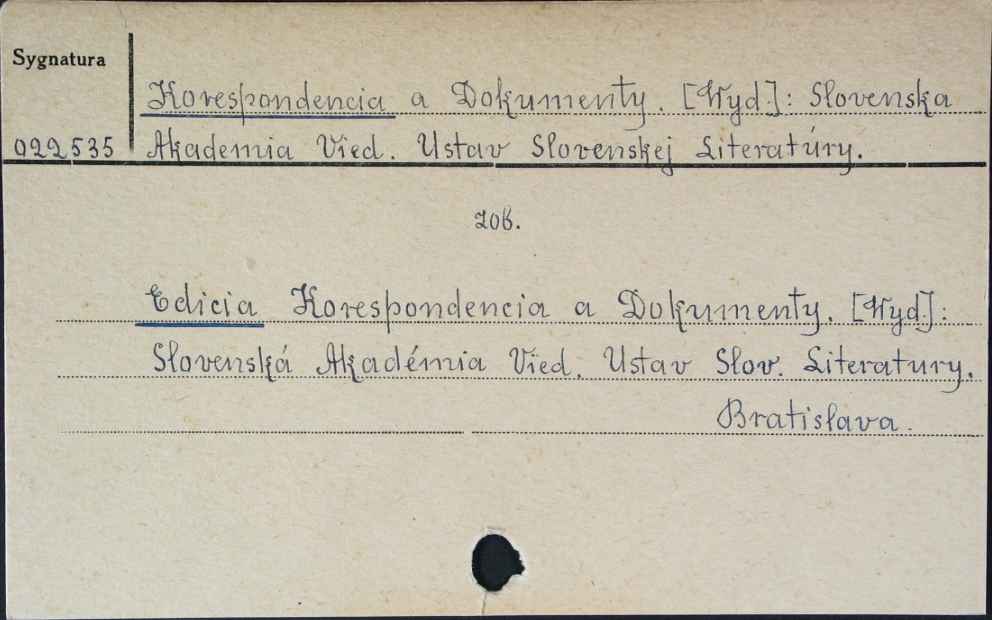 Sygnatura
Korespondencia a Dokumenty. [Wyd.]: Slovenska
022535 Akademia Vied. Ustav Slovenskej Literatúry.
zob.
Edicia Korespondencia a Dokumenty. [Wyd.]:
Slovenská Akadémia Vied. Ustav Slov. Literatury.
Bratislava.